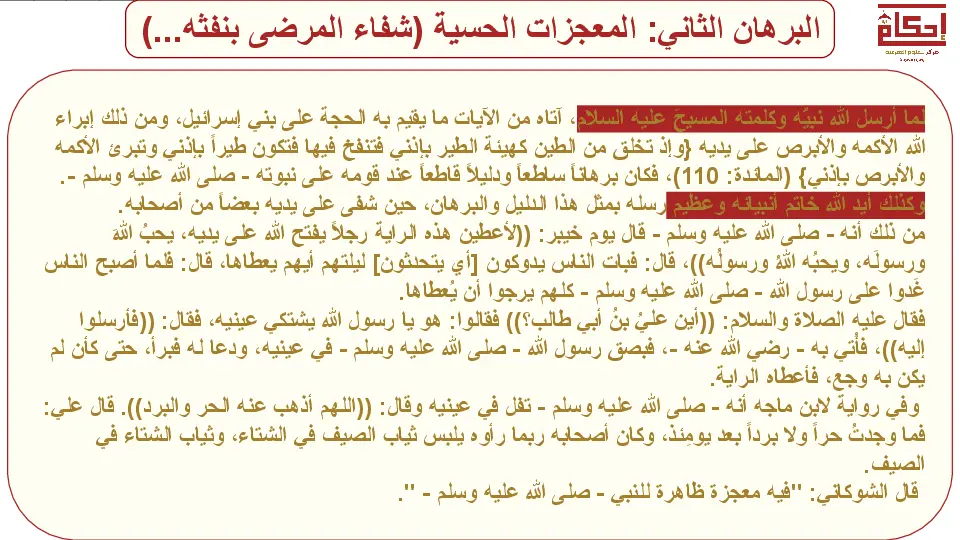 البرهان الثاني: المعجزات الحسية (شفاء المرضى بنفثه...)
إحكام
لما أرسل الله نبيَّه وكلمته المسيحَ عليه السلام، آتاه من الآيات ما يقيم به الحجة على بني إسرائيل، ومن ذلك إبراء
الله الأكمه والأبرص على يديه {وإذ تخلق من الطين كهيئة الطير بإذني فتنفخ فيها فتكون طيراً بإذني وتبرئ الأكمه
والأبرص بإذني} (المائدة: 110)، فكان برهاناً ساطعاً ودليلاً قاطعاً عند قومه على نبوته - صلى الله عليه وسلم -.
وكذلك أيد الله خاتم أنبيائه وعظيم رسله بمثل هذا الدليل والبرهان، حين شفى على يديه بعضاً من أصحابه.
من ذلك أنه - صلى الله عليه وسلم - قال يوم خيبر: ((لأعطين هذه الراية رجلاً يفتح الله على يديه، يحبُ اللهَ
ورسولَه، ويحبُه اللهُ ورسولُه))، قال: فبات الناس يدوكون [أي يتحدثون] ليلتهم أيهم يعطاها، قال: فلما أصبح الناس
غَدوا على رسول الله - صلى الله عليه وسلم - كلهم يرجوا أن يُعطاها.
فقال عليه الصلاة والسلام: ((أين عليُ بنُ أبي طالب؟)) فقالوا: هو يا رسول الله يشتكي عينيه، فقال: ((فأرسلوا
إليه))، فأُتي به - رضي الله عنه -، فبصق رسول الله - صلى الله عليه وسلم - في عينيه، ودعا له فبرأ، حتى كأن لم
يكن به وجع، فأعطاه الراية.
وفي رواية لابن ماجه أنه - صلى الله عليه وسلم - تفل في عينيه وقال: ((اللهم أذهب عنه الحر والبرد)). قال علي:
فما وجدتُ حراً ولا برداً بعد يومِئذ، وكان أصحابه ربما رأوه يلبس ثياب الصيف في الشتاء، وثياب الشتاء في
الصيف.
قال الشوكاني: "فيه معجزة ظاهرة للنبي - صلى الله عليه وسلم - ".